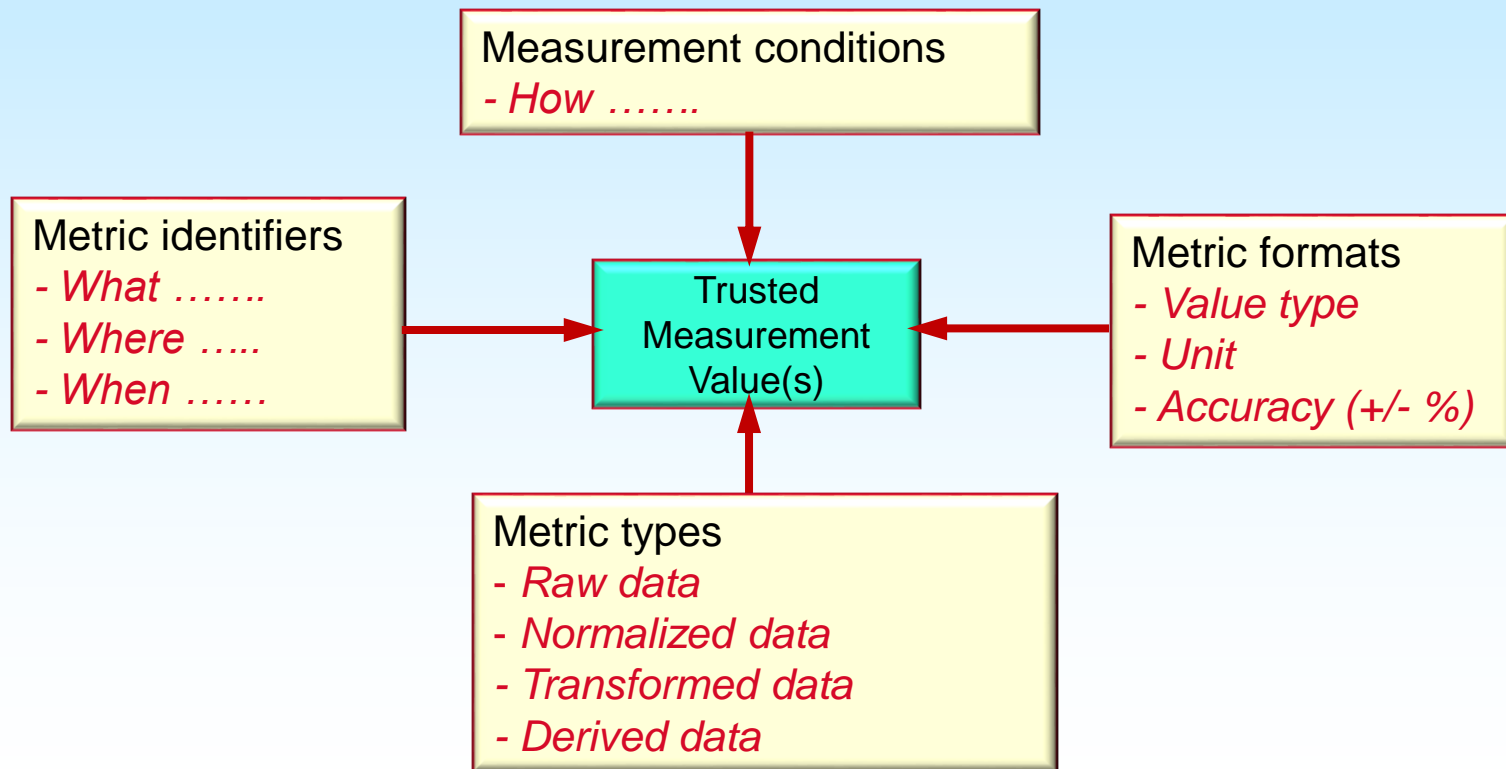 Measurement conditions
- How …….
Metric identifiers
- What …….
- Where …..
- When ……
Trusted
Measurement
Value(s)
Metric formats
- Value type
- Unit
- Accuracy (+/- %)
Metric types
- Raw data
- Normalized data
- Transformed data
- Derived data